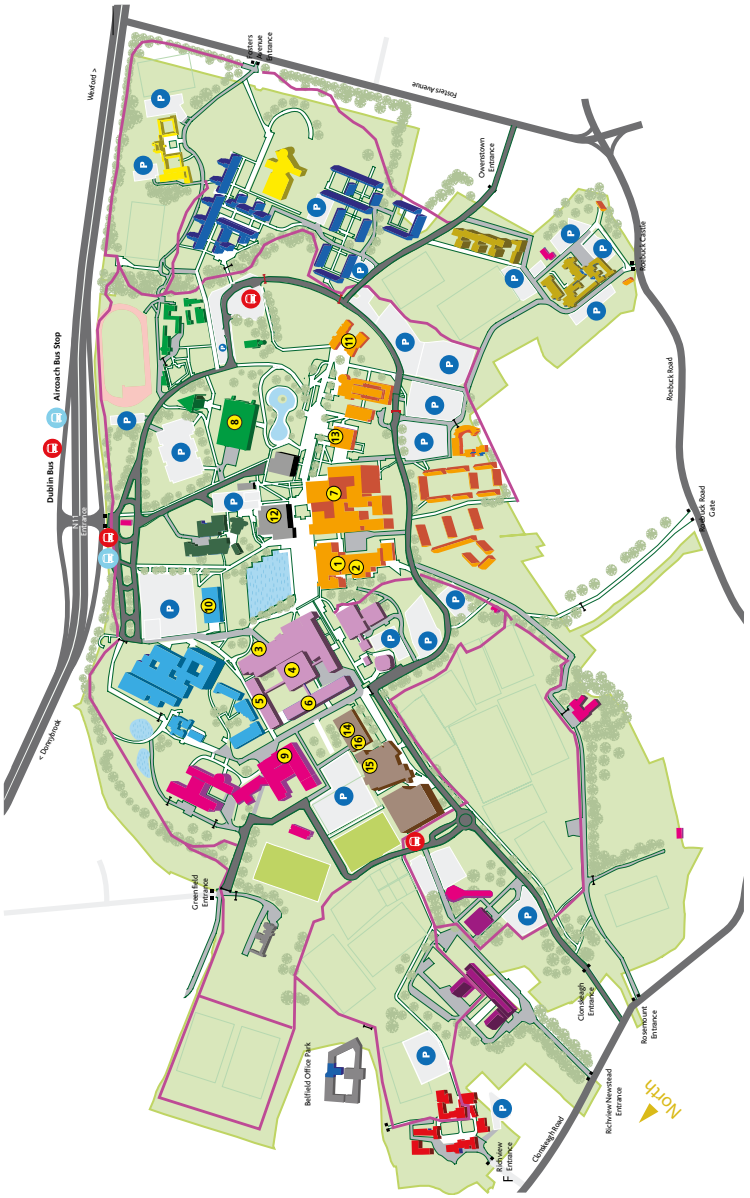 Wexford >
Fosters
Avenue
Entrance
Fosters Avenue
P
P
Owenstown
Entrance
P
P
P
P
P
P
Roebuck Castle
Aircoach Bus Stop
Dublin Bus
11
P
P
P
8
13
P
P
P
Roebuck Road
N11
Entrance
P
7
12
Roebuck Road
Gate
1
2
10
P
P
P
P
3
4
5
6
< Donnybrook
14
16
15
9
P
Greenfield
Entrance
P
Clonskeagh
Entrance
Rosemount
Entrance
Belfield Office Park
P
P
Richview Newstead
Entrance
Clonskeagh Road
Richview
Entrance
F
North